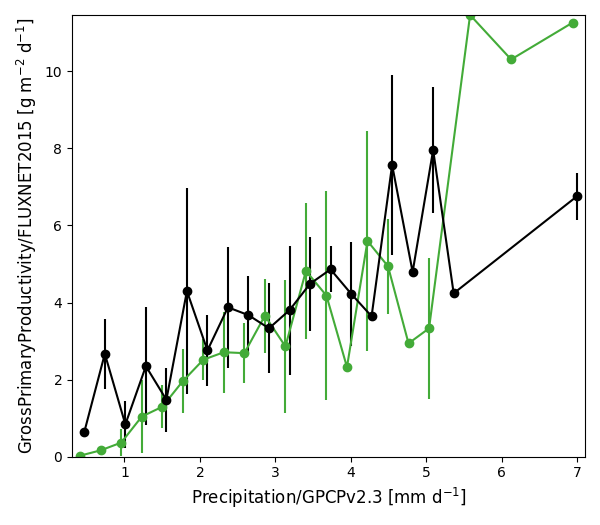 GrossPrimaryProductivity/FLUXNET2015 [g m⁻² d⁻¹]
10
8
6
4
2
0
1 2 3 4 5 6 7
Precipitation/GPCPv2.3 [mm d⁻¹]